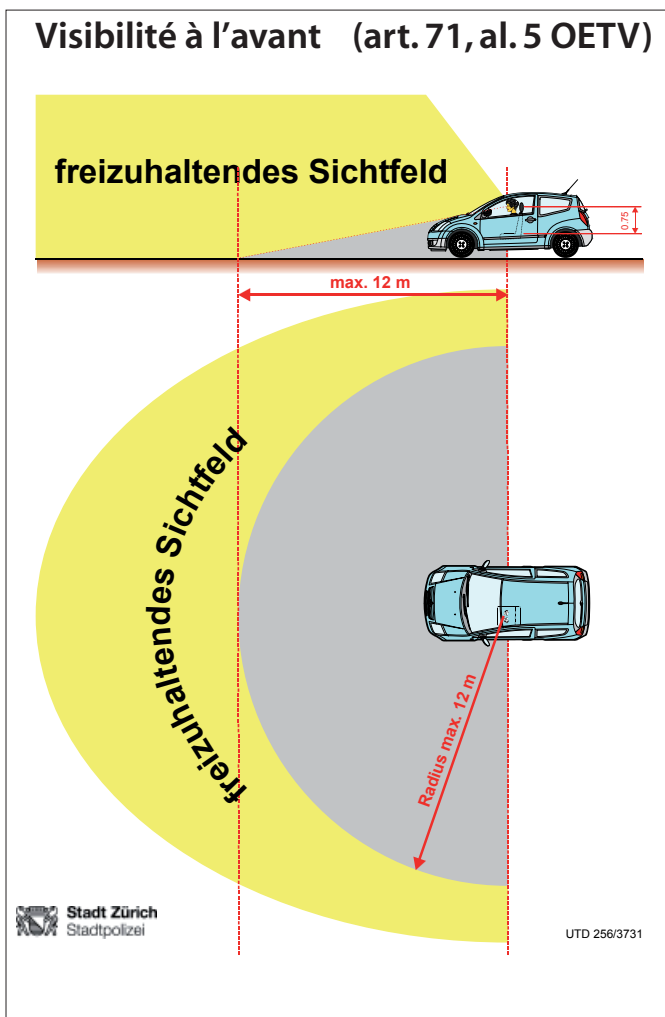 Visibilité à l’avant (art. 71, al. 5 OETV)
freizuhaltendes Sichtfeld
0.75
max. 12 m
freizuhaltendes Sichtfeld
Radius max. 12 m
Stadt Zürich
Stadtpolizei
UTD 256/3731